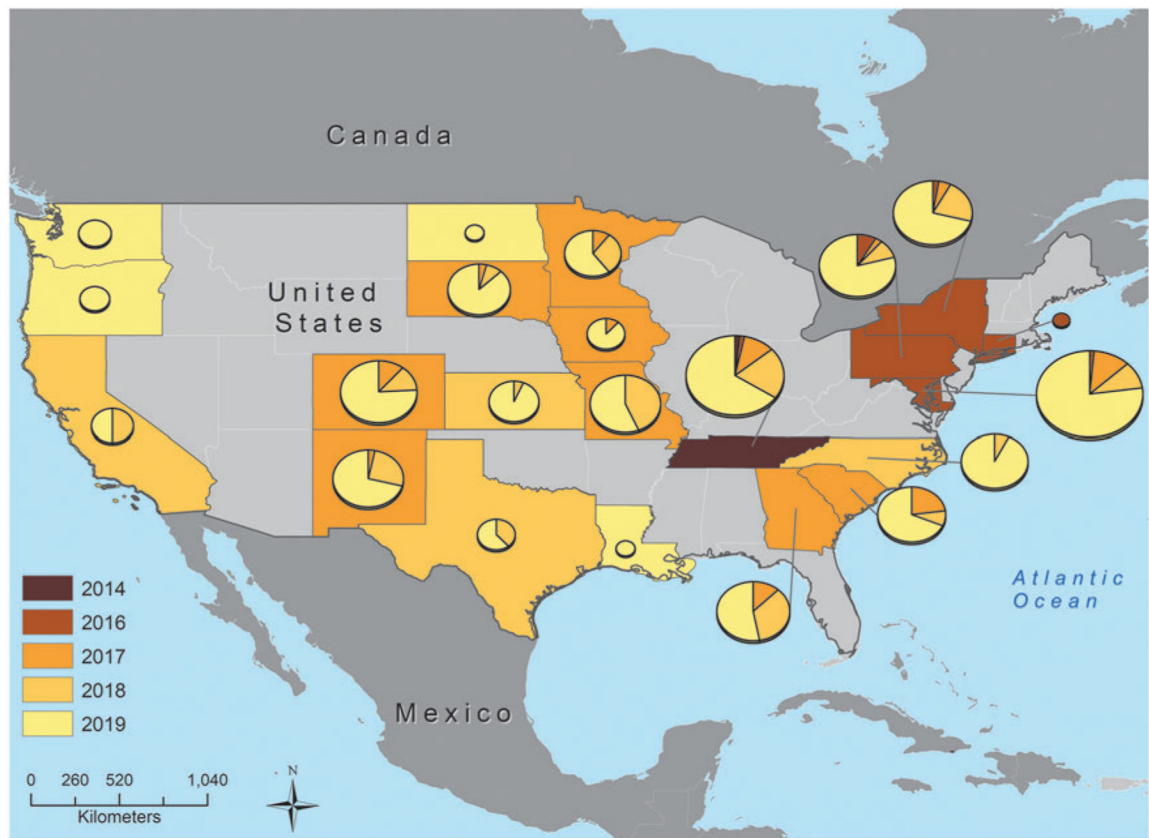 Canada
United
States
Mexico
Atlantic
Ocean
2014
2016
2017
2018
2019
0 260 520 1,040
Kilometers
N